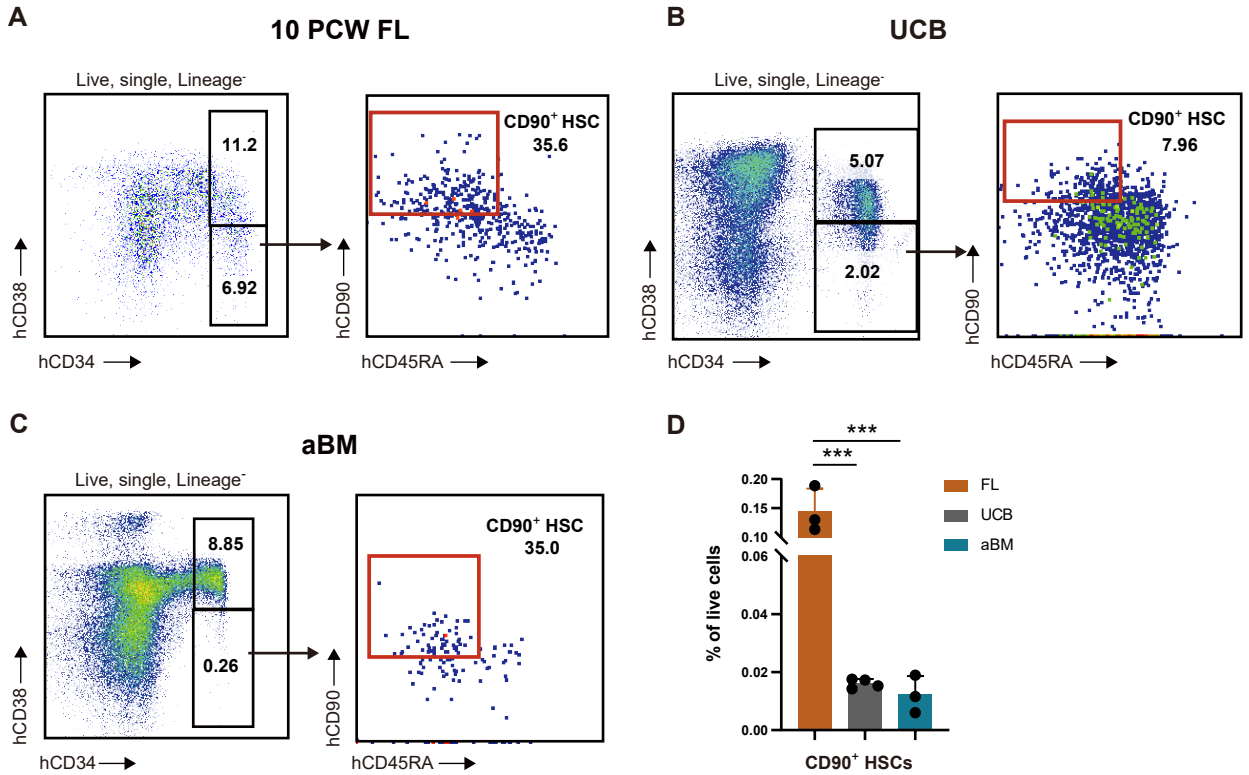 A
10 PCW FL
Live, single, Lineage⁻
11.2
6.92
hCD38
hCD34
CD90⁺ HSC
35.6
hCD90
hCD45RA
B
UCB
Live, single, Lineage⁻
5.07
2.02
hCD38
hCD34
CD90⁺ HSC
7.96
hCD90
hCD45RA
C
aBM
Live, single, Lineage⁻
8.85
0.26
hCD38
hCD34
CD90⁺ HSC
35.0
hCD90
hCD45RA
D
***
***
0.20
0.15
0.10
0.06
0.04
0.02
0.00
% of live cells
CD90⁺ HSCs
FL
UCB
aBM